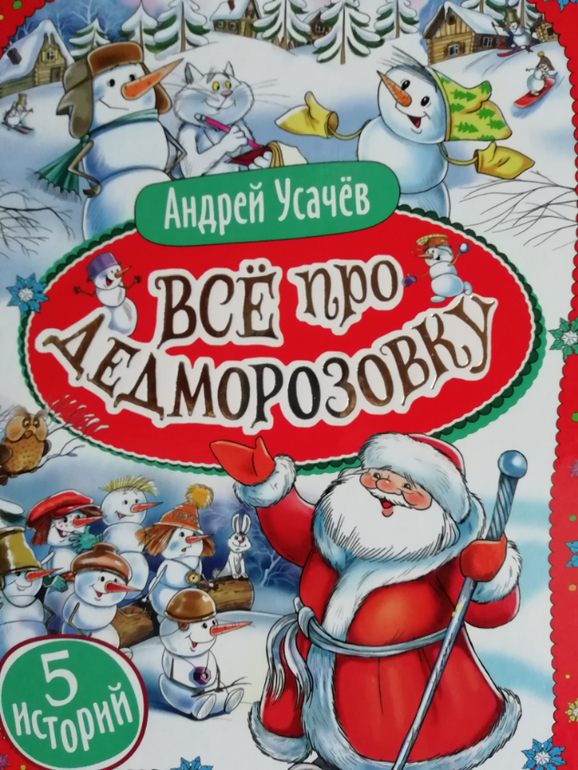 Андрей Усачёв
ВСЁ про
ДЕДМОРОЗОВКУ
5
историй